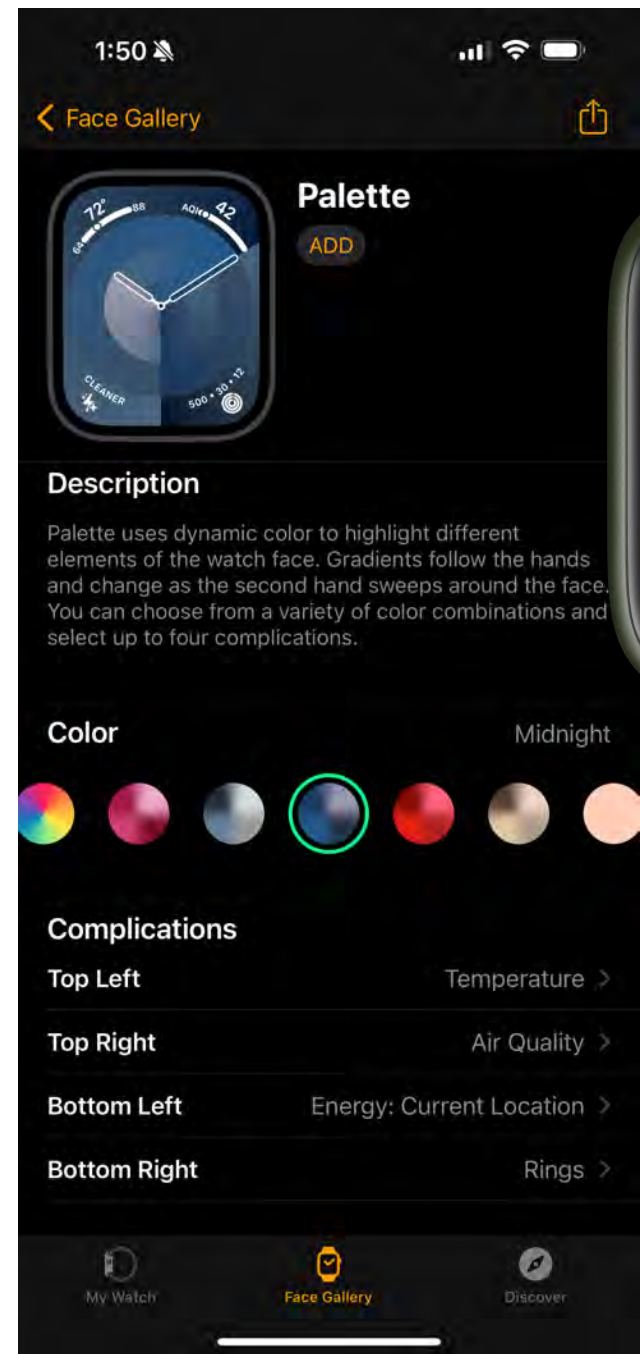 1:50
Face Gallery
Palette
ADD
72°
64
88
AQI
42
CLEANER
500 • 30 • 12
Description
Palette uses dynamic color to highlight different
elements of the watch face. Gradients follow the hands
and change as the second hand sweeps around the face.
You can choose from a variety of color combinations and
select up to four complications.
Color
Midnight
Complications
Top Left
Temperature
Top Right
Air Quality
Bottom Left
Energy: Current Location
Bottom Right
Rings
My Watch
Face Gallery
Discover